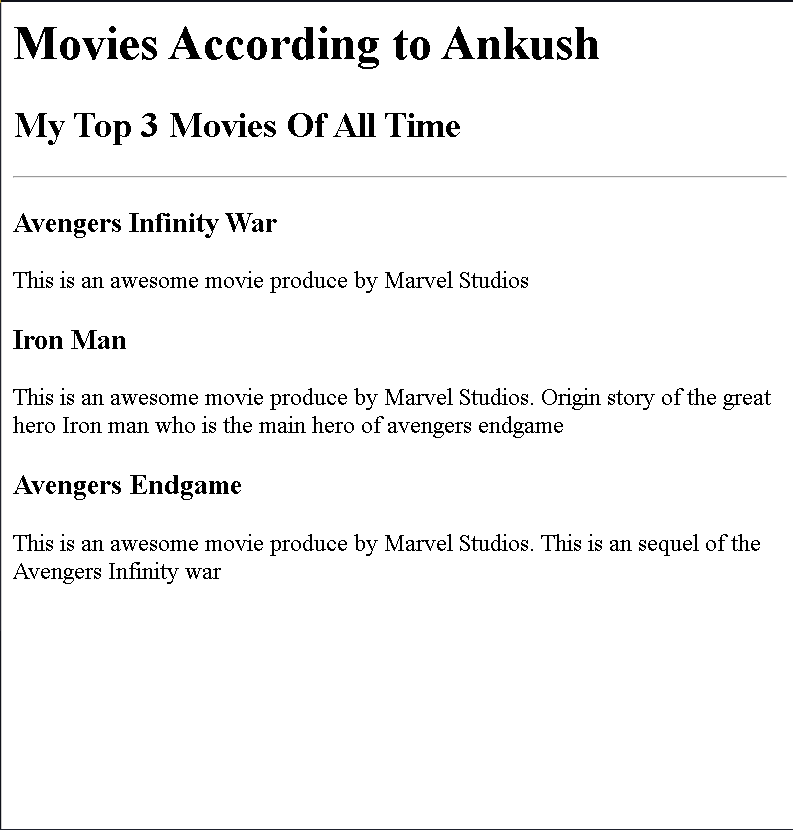 Movies According to Ankush
My Top 3 Movies Of All Time
Avengers Infinity War
This is an awesome movie produce by Marvel Studios
Iron Man
This is an awesome movie produce by Marvel Studios. Origin story of the great
hero Iron man who is the main hero of avengers endgame
Avengers Endgame
This is an awesome movie produce by Marvel Studios. This is an sequel of the
Avengers Infinity war